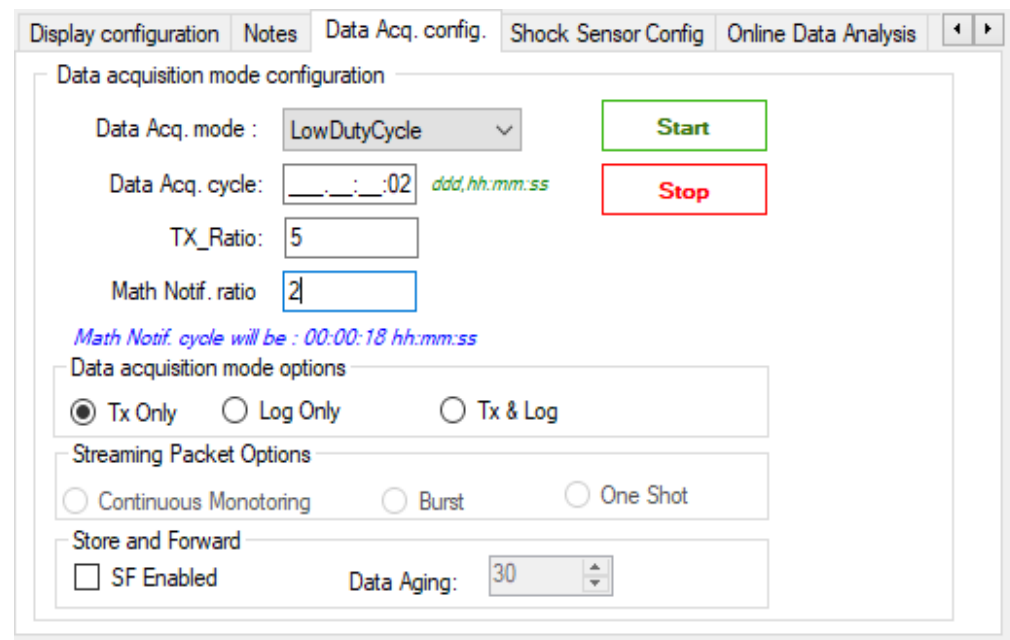 Display configuration Notes Data Acq. config. Shock Sensor Config Online Data Analysis
Data acquisition mode configuration
Data Acq. mode : LowDutyCycle Start
Data Acq. cycle: ___.__:__:02 ddd,hh:mm:ss Stop
TX_Ratio: 5
Math Notif. ratio 2
Math Notif. cycle will be : 00:00:18 hh:mm:ss
Data acquisition mode options
Tx Only Log Only Tx & Log
Streaming Packet Options
Continuous Monotoring Burst One Shot
Store and Forward
SF Enabled Data Aging: 30